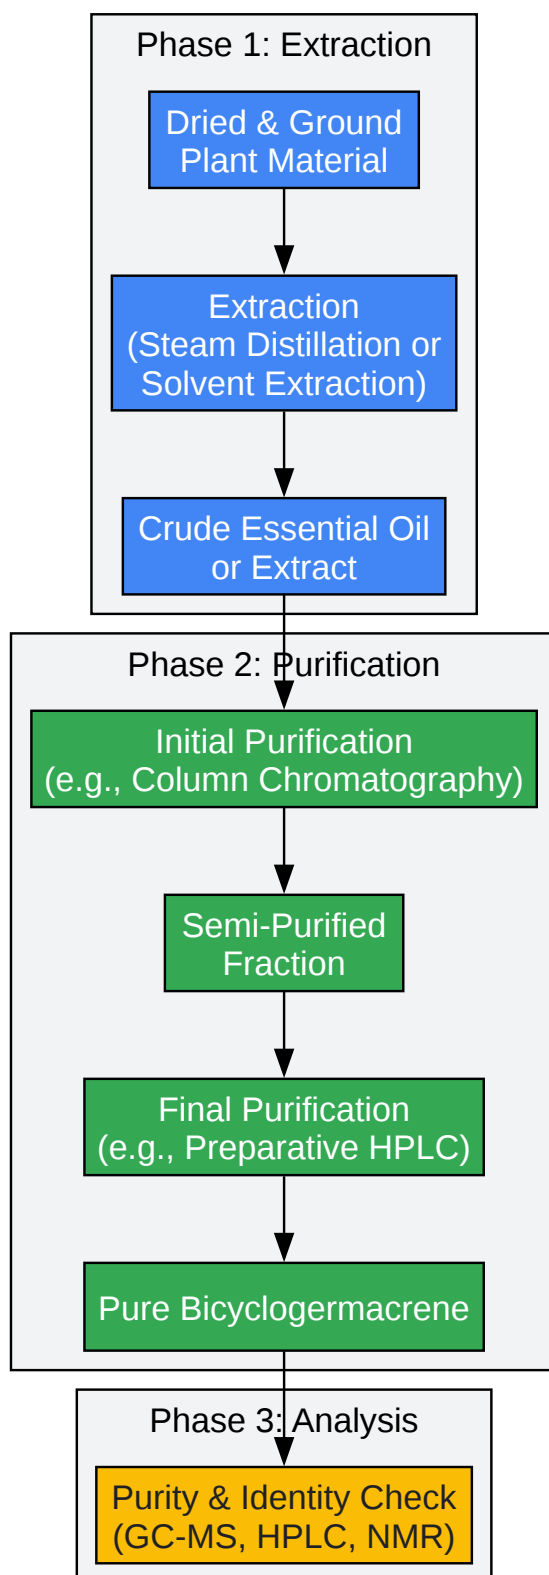 Phase 1: Extraction
Dried & Ground
Plant Material
Extraction
(Steam Distillation or
Solvent Extraction)
Crude Essential Oil
or Extract
Phase 2: Purification
Initial Purification
(e.g., Column Chromatography)
Semi-Purified
Fraction
Final Purification
(e.g., Preparative HPLC)
Pure Bicyclogermacrene
Phase 3: Analysis
Purity & Identity Check
(GC-MS, HPLC, NMR)